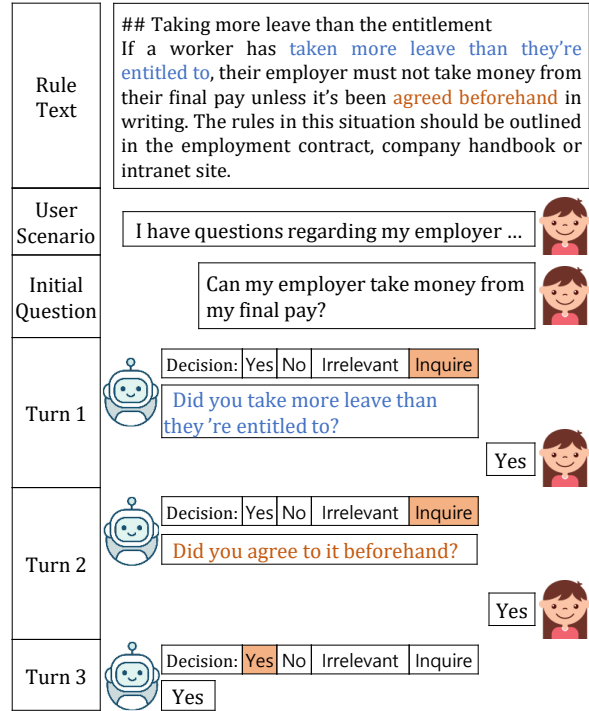 Rule
Text
## Taking more leave than the entitlement
If a worker has taken more leave than they're
entitled to, their employer must not take money from
their final pay unless it's been agreed beforehand in
writing. The rules in this situation should be outlined
in the employment contract, company handbook or
intranet site.
User
Scenario
I have questions regarding my employer ...
Initial
Question
Can my employer take money from
my final pay?
Turn 1
Decision: Yes No Irrelevant Inquire
Did you take more leave than
they 're entitled to?
Yes
Turn 2
Decision: Yes No Irrelevant Inquire
Did you agree to it beforehand?
Yes
Turn 3
Decision: Yes No Irrelevant Inquire
Yes